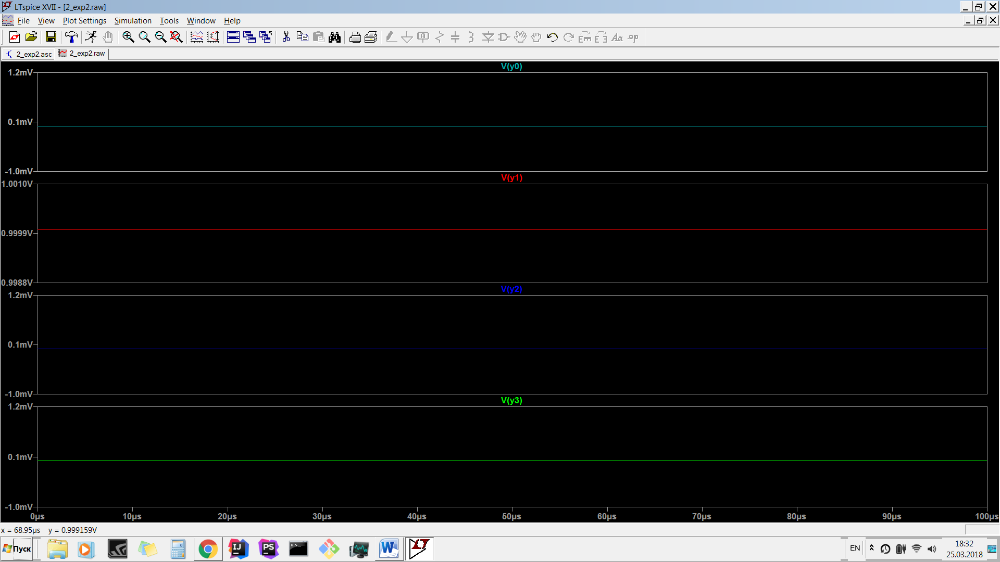 LTspice XVII - [2_exp2.raw]
File View Plot Settings Simulation Tools Window Help
2_exp2.asc 2_exp2.raw
V(y0)
1.2mV
0.1mV
-1.0mV
V(y1)
1.0010V
0.9999V
0.9988V
V(y2)
1.2mV
0.1mV
-1.0mV
V(y3)
1.2mV
0.1mV
-1.0mV
0µs 10µs 20µs 30µs 40µs 50µs 60µs 70µs 80µs 90µs 100µs
x = 68.95µs y = 0.999159V
Пуск
IJ
PS
W
EN
18:32
25.03.2018